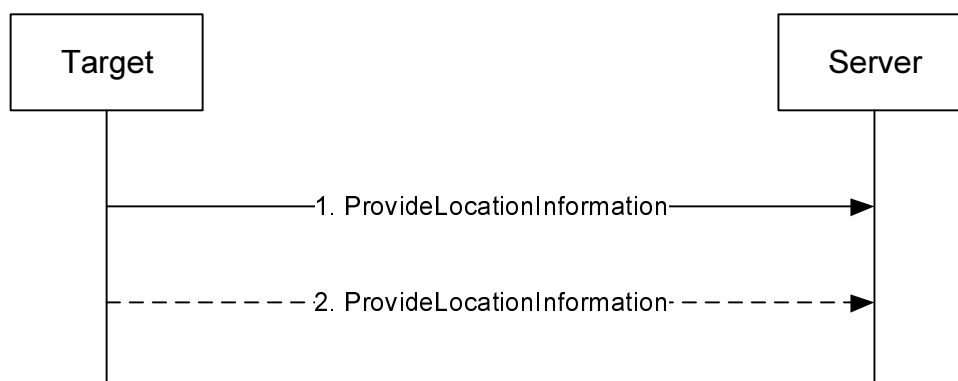 Target
Server
1. ProvideLocationInformation
2. ProvideLocationInformation